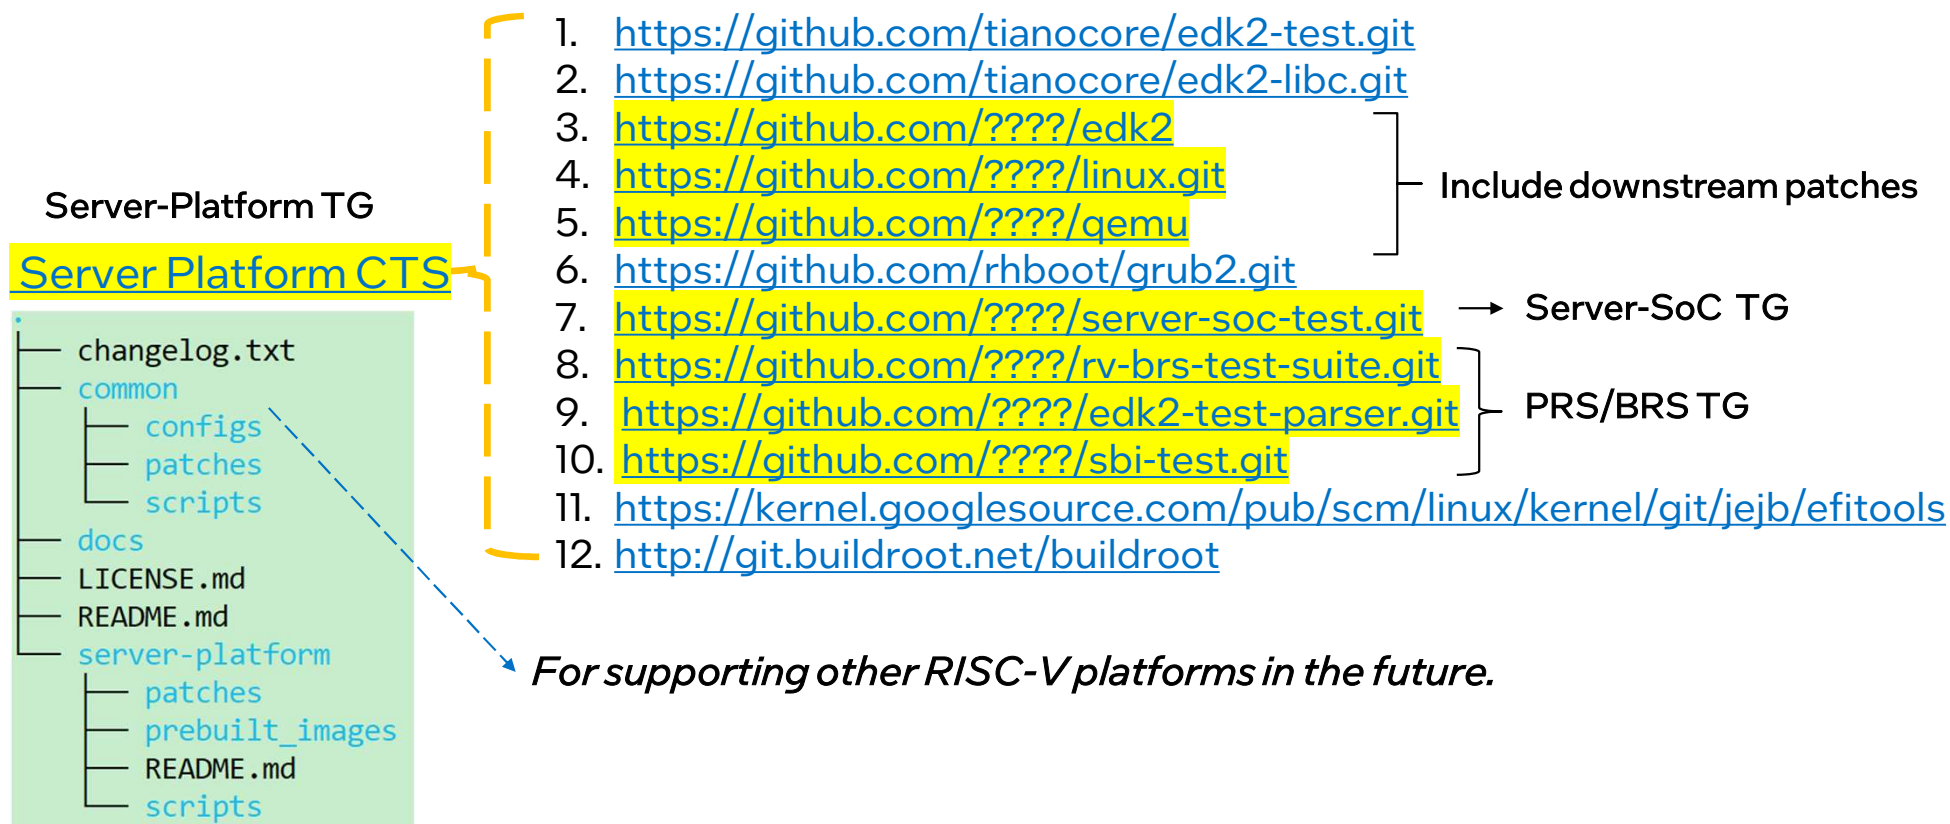 Server-Platform TG
Server Platform CTS
.
changelog.txt
common
configs
patches
scripts
docs
LICENSE.md
README.md
server-platform
patches
prebuilt_images
README.md
scripts
1. https://github.com/tianocore/edk2-test.git
2. https://github.com/tianocore/edk2-libc.git
3. https://github.com/????/edk2
4. https://github.com/????/linux.git
5. https://github.com/????/qemu
Include downstream patches
6. https://github.com/rhboot/grub2.git
7. https://github.com/????/server-soc-test.git
Server-SoC TG
8. https://github.com/????/rv-brs-test-suite.git
9. https://github.com/????/edk2-test-parser.git
10. https://github.com/????/sbi-test.git
PRS/BRS TG
11. https://kernel.googlesource.com/pub/scm/linux/kernel/git/jejb/efitools
12. http://git.buildroot.net/buildroot
For supporting other RISC-V platforms in the future.